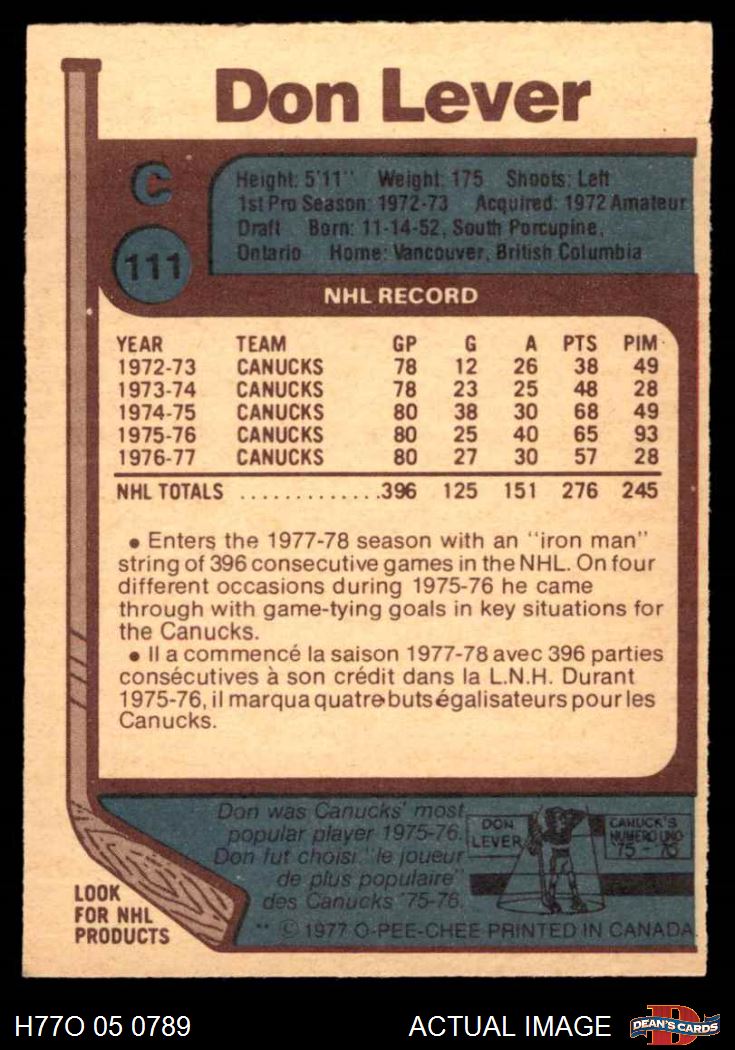 Don Lever
C
111
Height: 5'11" Weight: 175 Shoots: Left
1st Pro Season: 1972-73 Acquired: 1972 Amateur
Draft Born: 11-14-52, South Porcupine,
Ontario Home: Vancouver, British Columbia
NHL RECORD
YEAR TEAM GP G A PTS PIM
1972-73 CANUCKS 78 12 26 38 49
1973-74 CANUCKS 78 23 25 48 28
1974-75 CANUCKS 80 38 30 68 49
1975-76 CANUCKS 80 25 40 65 93
1976-77 CANUCKS 80 27 30 57 28
NHL TOTALS .............396 125 151 276 245
• Enters the 1977-78 season with an "iron man"
string of 396 consecutive games in the NHL. On four
different occasions during 1975-76 he came
through with game-tying goals in key situations for
the Canucks.
• Il a commencé la saison 1977-78 avec 396 parties
consécutives à son crédit dans la L.N.H. Durant
1975-76, il marqua quatre buts égalisateurs pour les
Canucks.
Don was Canucks' most
popular player 1975-76.
Don fut choisi "le joueur
de plus populaire"
des Canucks '75-76.
DON
LEVER
CANUCK'S
NUMERO UNO
'75 - 76
LOOK
FOR NHL
PRODUCTS
** © 1977 O-PEE-CHEE PRINTED IN CANADA
H77O 05 0789
ACTUAL IMAGE
D
DEAN'S CARDS